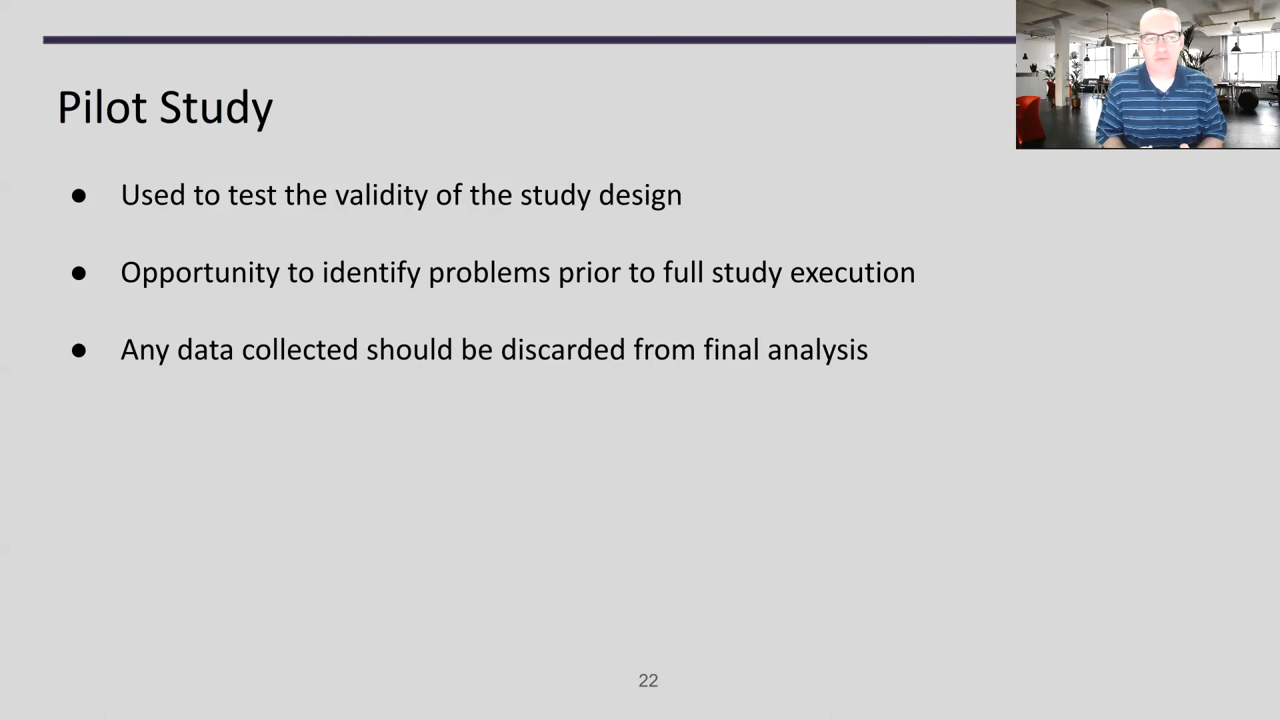 Pilot Study
● Used to test the validity of the study design
● Opportunity to identify problems prior to full study execution
● Any data collected should be discarded from final analysis
22